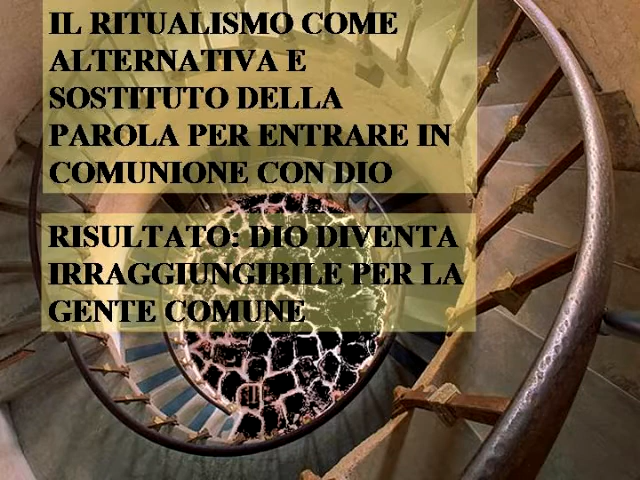 IL RITUALISMO COME
ALTERNATIVA E
SOSTITUTO DELLA
PAROLA PER ENTRARE IN
COMUNIONE CON DIO
RISULTATO: DIO DIVENTA
IRRAGGIUNGIBILE PER LA
GENTE COMUNE